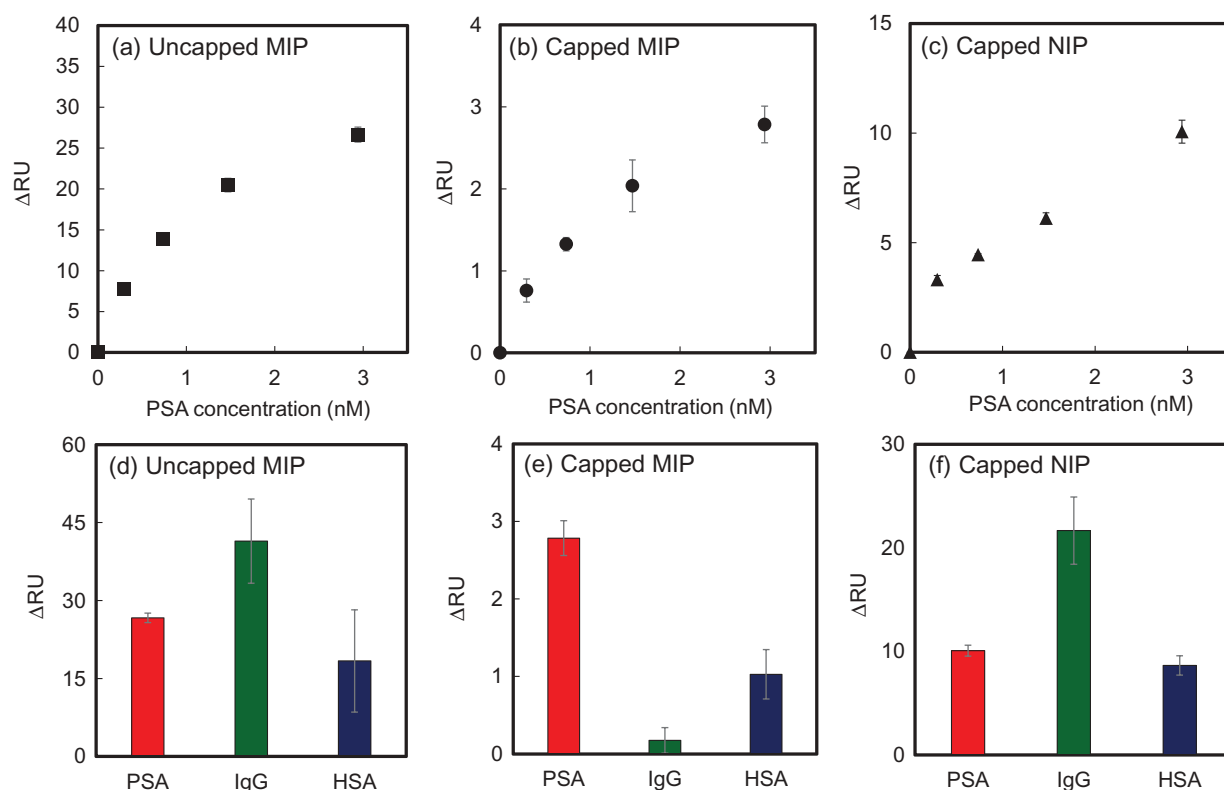 (a) Uncapped MIP
40
35
30
25
20
15
10
5
0
ΔRU
0 1 2 3
PSA concentration (nM)
(b) Capped MIP
4
3
2
1
0
ΔRU
0 1 2 3
PSA concentration (nM)
(c) Capped NIP
15
10
5
0
ΔRU
0 1 2 3
PSA concentration (nM)
(d) Uncapped MIP
60
45
30
15
0
ΔRU
PSA IgG HSA
(e) Capped MIP
4
3
2
1
0
ΔRU
PSA IgG HSA
(f) Capped NIP
30
20
10
0
ΔRU
PSA IgG HSA